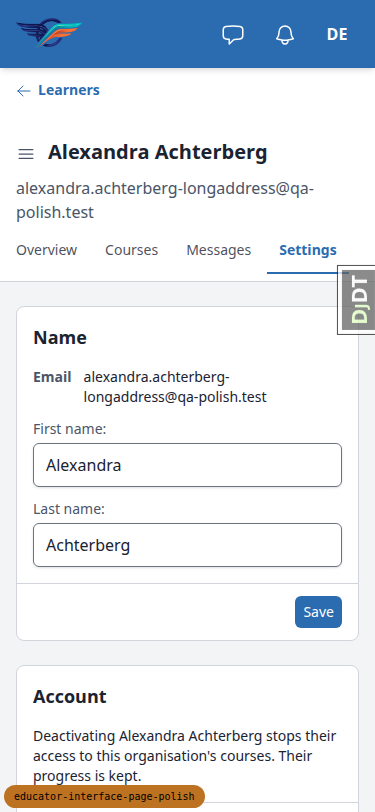 DE
Learners
Alexandra Achterberg
alexandra.achterberg-longaddress@qa-
polish.test
Overview Courses Messages Settings
DjDT
Name
Email alexandra.achterberg-
longaddress@qa-polish.test
First name:
Alexandra
Last name:
Achterberg
Save
Account
Deactivating Alexandra Achterberg stops their
access to this organisation's courses. Their
progress is kept.
educator-interface-page-polish